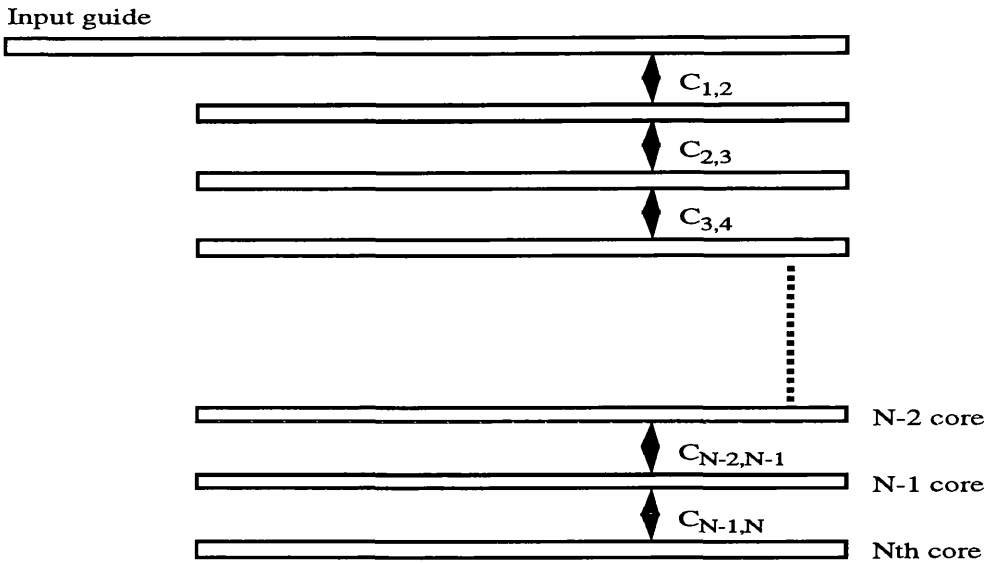 Input guide
C1,2
C2,3
C3,4
N-2 core
CN-2,N-1
N-1 core
CN-1,N
Nth core